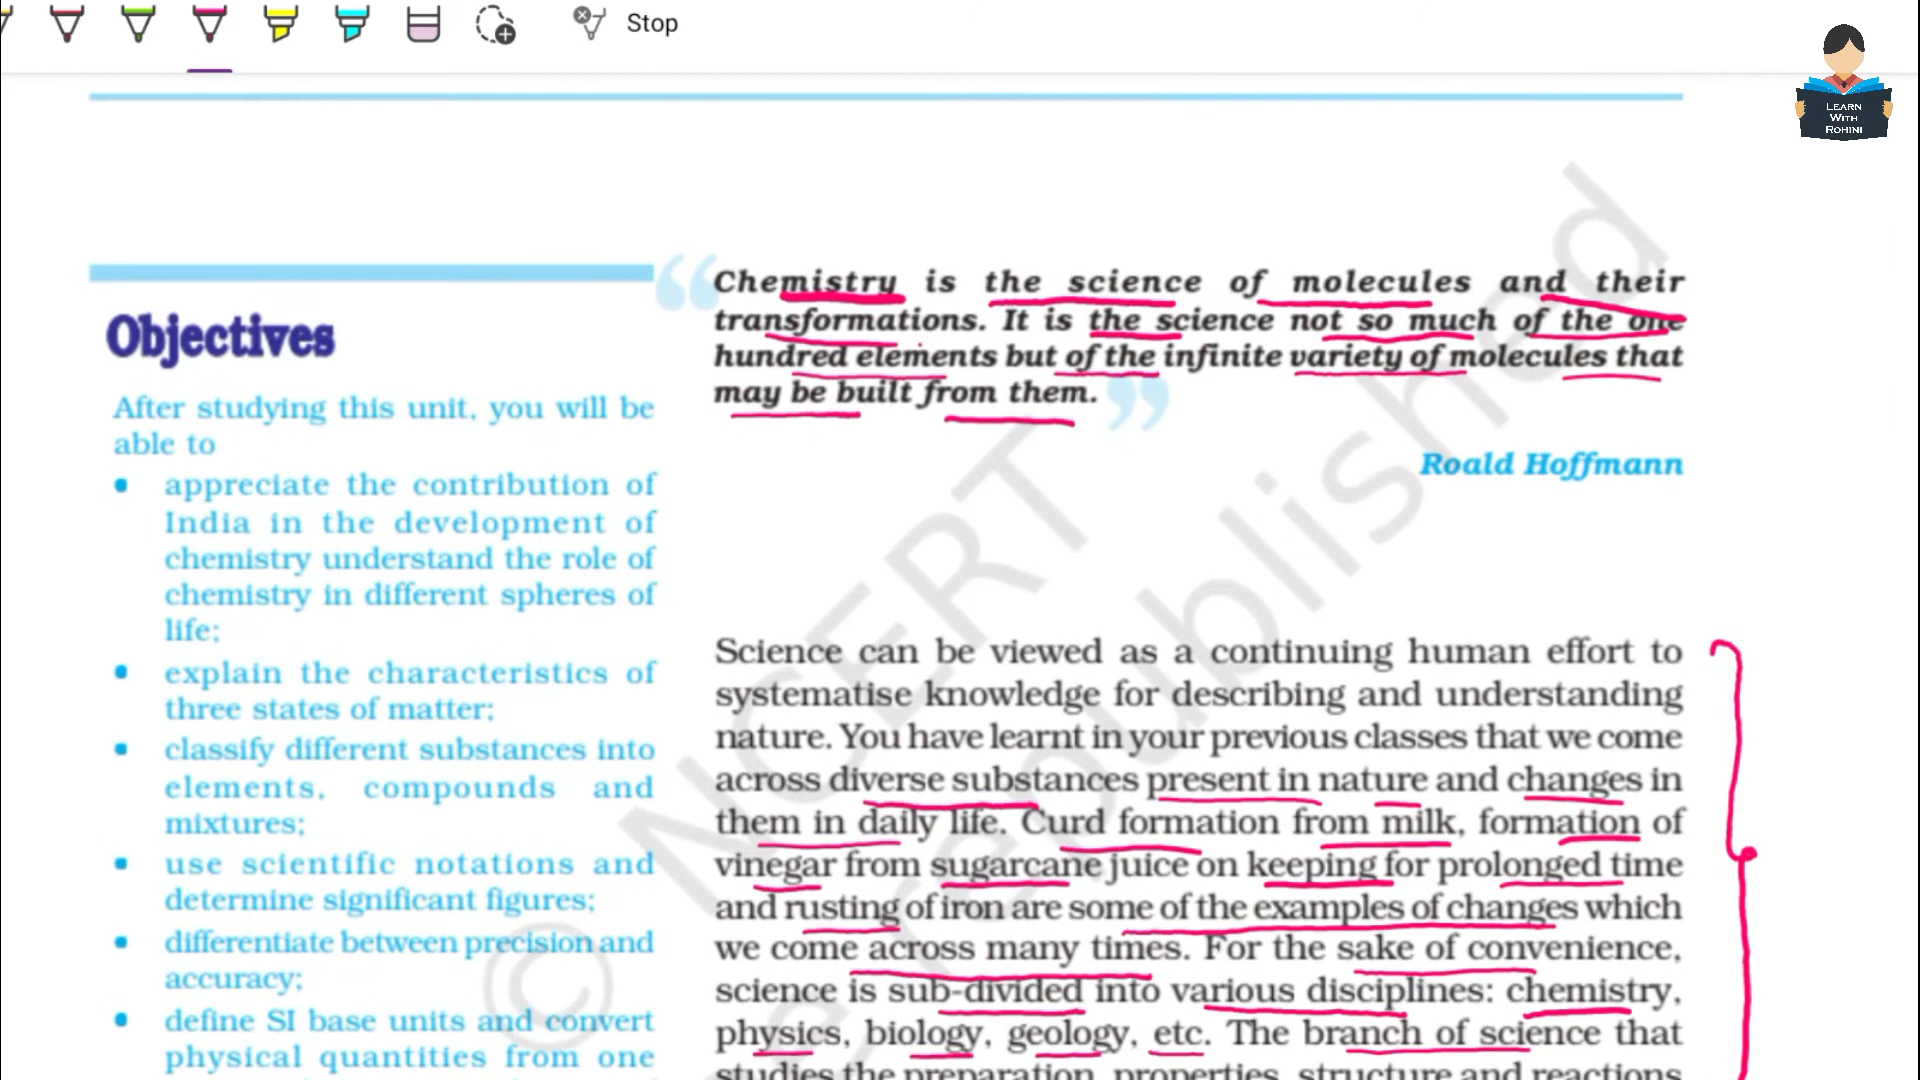 Stop
LEARN
WITH
ROHINI
Chemistry is the science of molecules and their
transformations. It is the science not so much of the one
hundred elements but of the infinite variety of molecules that
may be built from them.
Roald Hoffmann
Objectives
After studying this unit, you will be
able to
• appreciate the contribution of
India in the development of
chemistry understand the role of
chemistry in different spheres of
life;
• explain the characteristics of
three states of matter;
• classify different substances into
elements, compounds and
mixtures;
• use scientific notations and
determine significant figures;
• differentiate between precision and
accuracy;
• define SI base units and convert
physical quantities from one
Science can be viewed as a continuing human effort to
systematise knowledge for describing and understanding
nature. You have learnt in your previous classes that we come
across diverse substances present in nature and changes in
them in daily life. Curd formation from milk, formation of
vinegar from sugarcane juice on keeping for prolonged time
and rusting of iron are some of the examples of changes which
we come across many times. For the sake of convenience,
science is sub-divided into various disciplines: chemistry,
physics, biology, geology, etc. The branch of science that
studies the preparation, properties, structure and reactions
© NCERT
republished